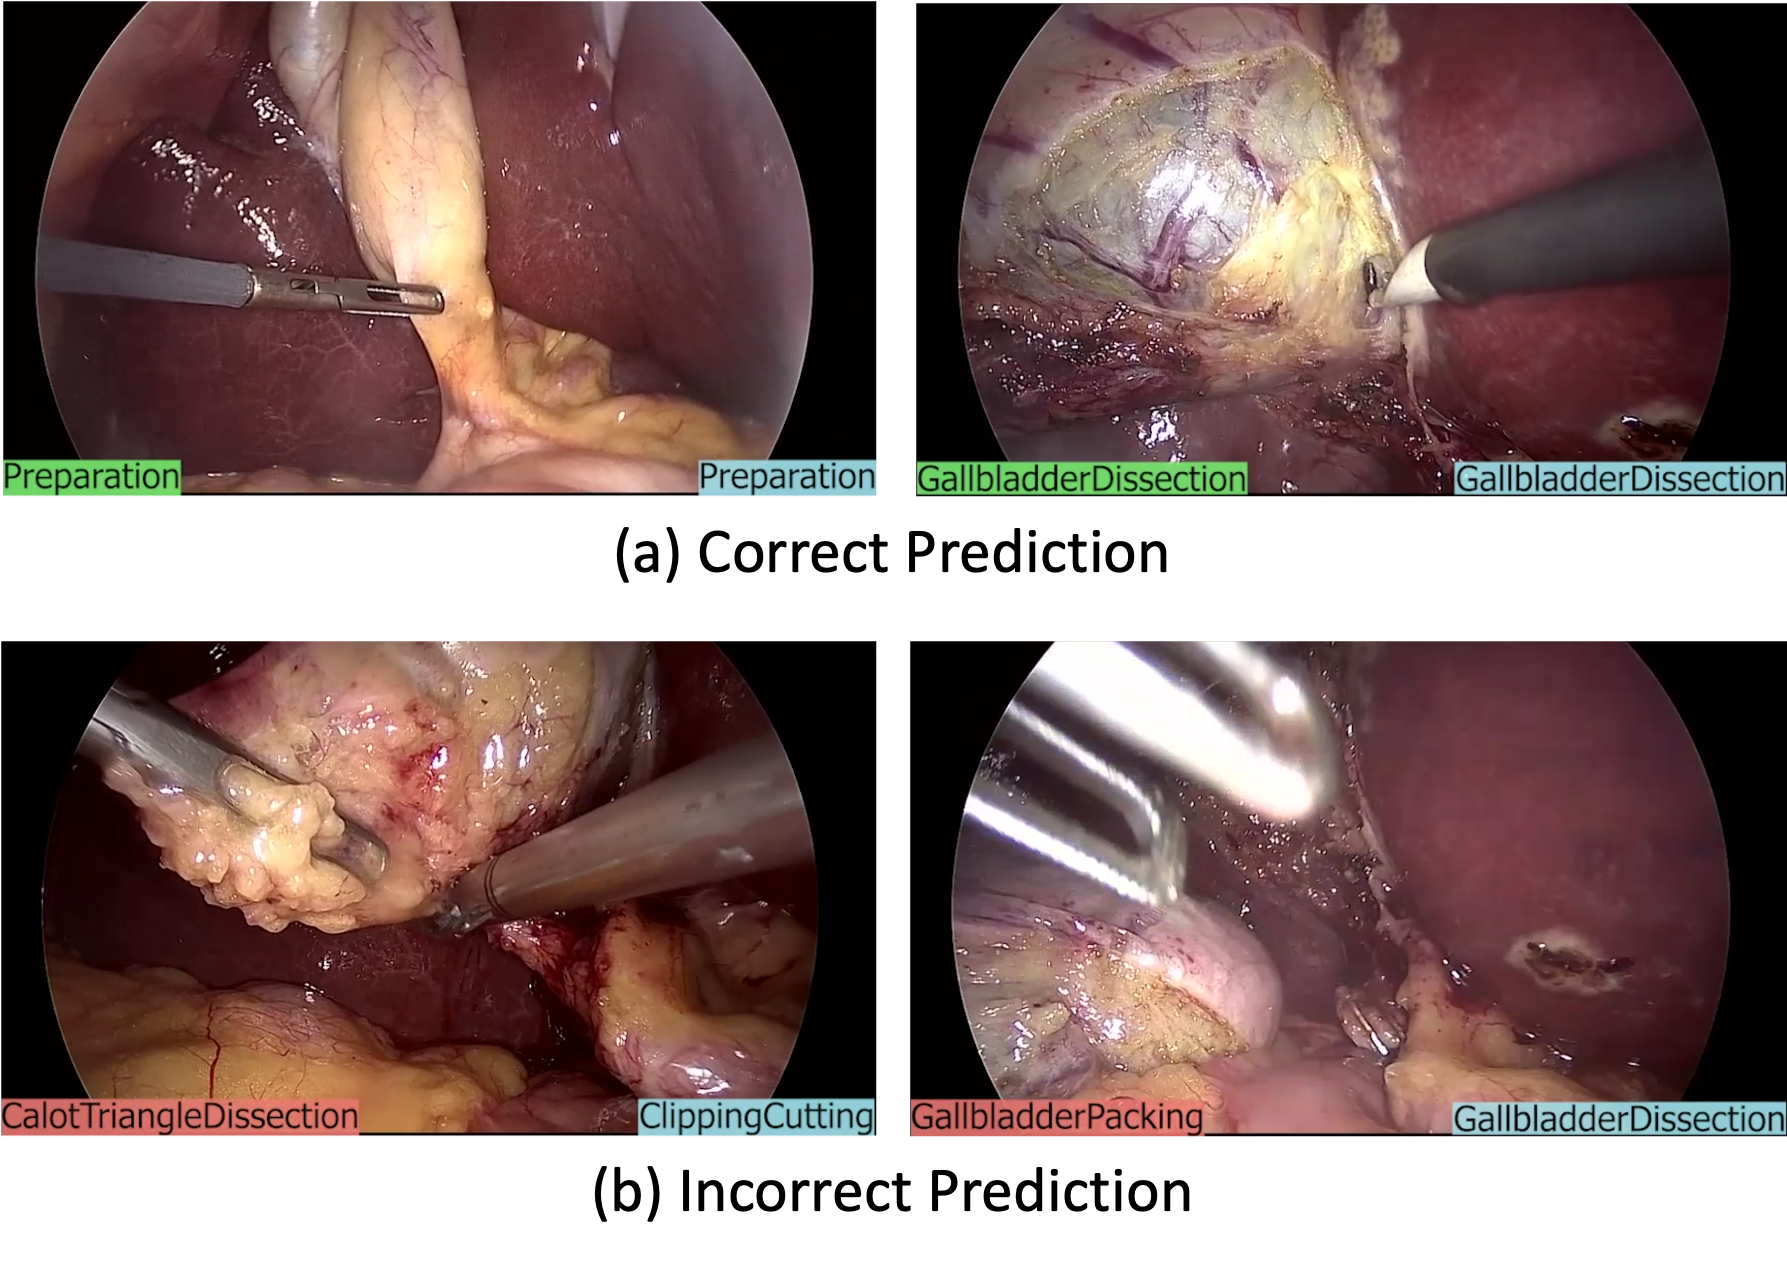 Preparation
Preparation
GallbladderDissection
GallbladderDissection
(a) Correct Prediction
CalotTriangleDissection
ClippingCutting
GallbladderPacking
GallbladderDissection
(b) Incorrect Prediction